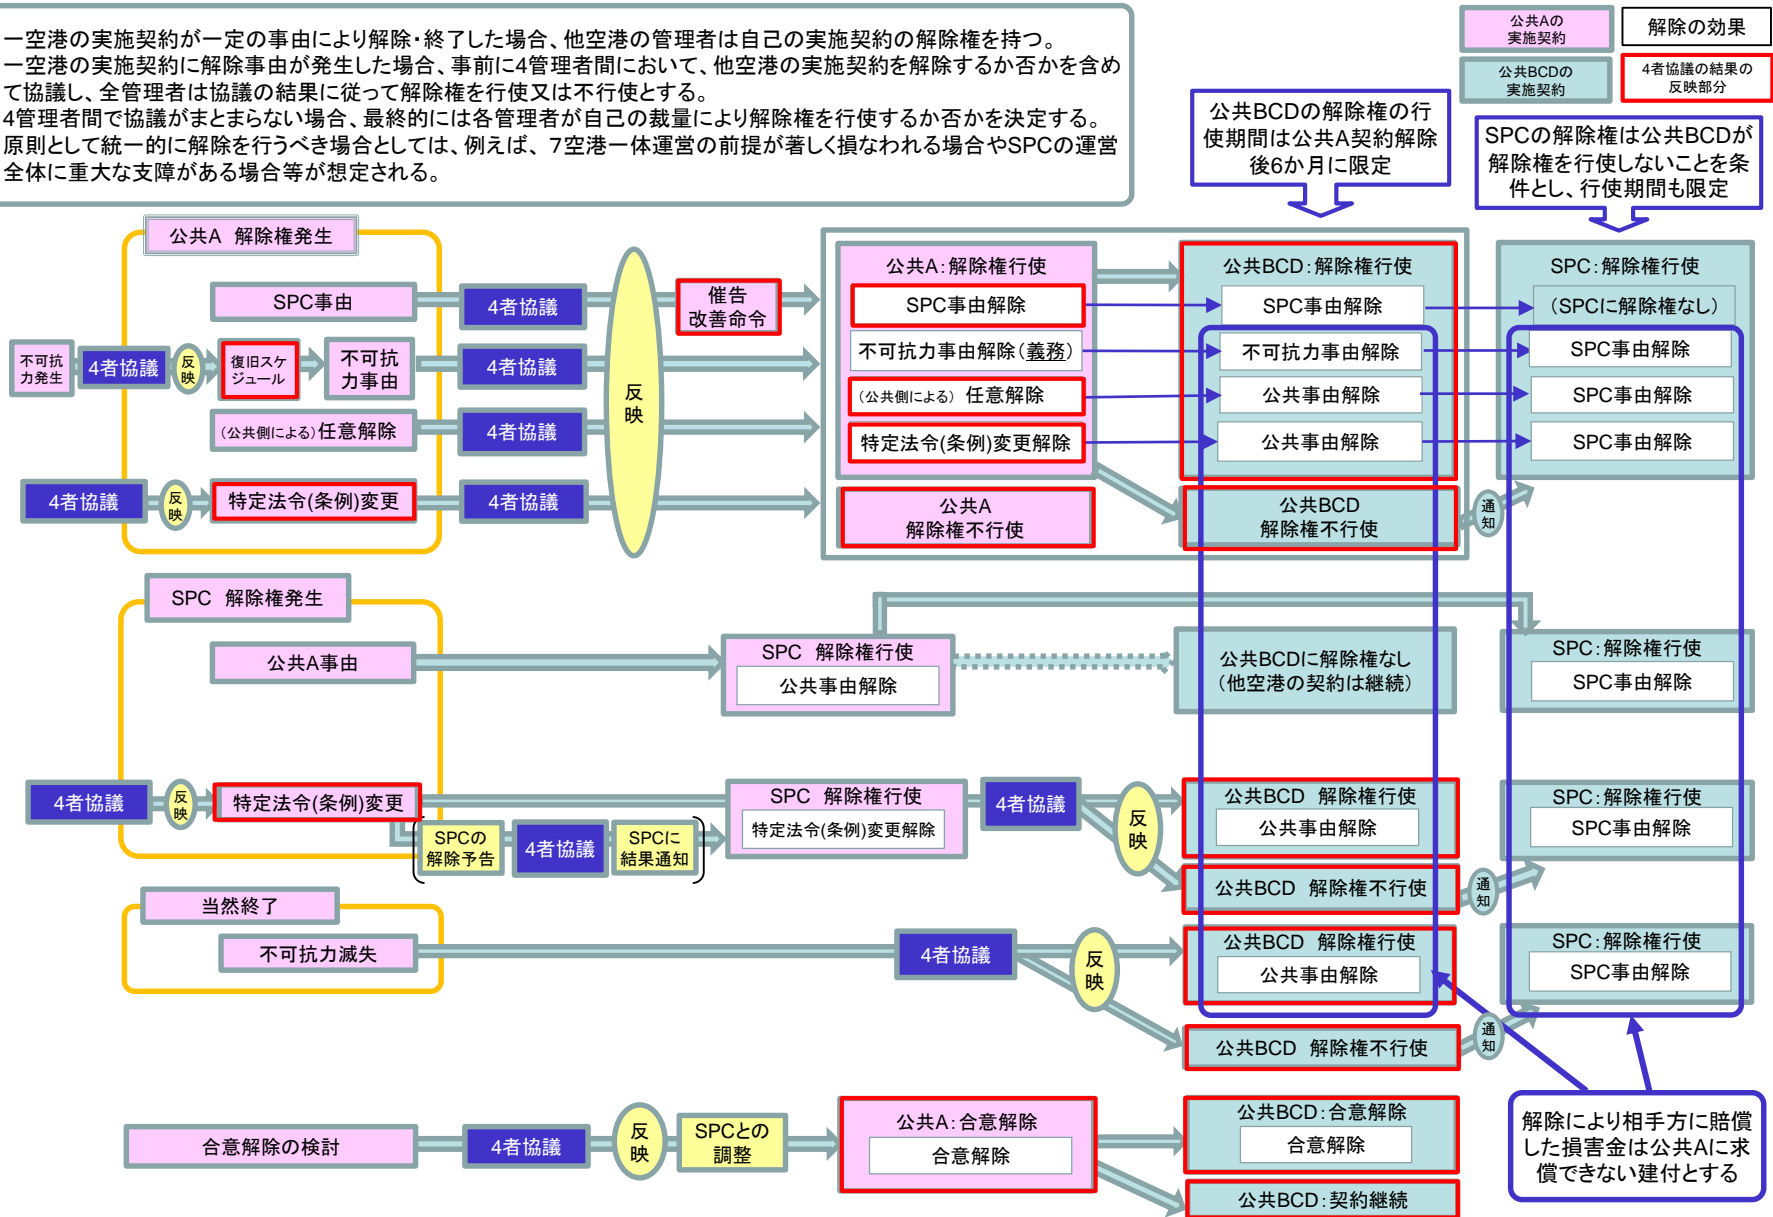 一空港の実施契約が一定の事由により解除・終了した場合、他空港の管理者は自己の実施契約の解除権を持つ。
一空港の実施契約に解除事由が発生した場合、事前に4管理者間において、他空港の実施契約を解除するか否かを含め
て協議し、全管理者は協議の結果に従って解除権を行使又は不行使とする。
4管理者間で協議がまとまらない場合、最終的には各管理者が自己の裁量により解除権を行使するか否かを決定する。
原則として統一的に解除を行うべき場合としては、例えば、7空港一体運営の前提が著しく損なわれる場合やSPCの運営
全体に重大な支障がある場合等が想定される。
公共Aの
実施契約
解除の効果
公共BCDの
実施契約
4者協議の結果の
反映部分
公共BCDの解除権の行
使期間は公共A契約解除
後6か月に限定
SPCの解除権は公共BCDが
解除権を行使しないことを条
件とし、行使期間も限定
公共A 解除権発生
SPC事由
4者協議
催告
改善命令
不可抗
力発生
4者協議
反
映
復旧スケ
ジュール
不可抗
力事由
4者協議
(公共側による)任意解除
4者協議
4者協議
反
映
特定法令(条例)変更
4者協議
反
映
公共A:解除権行使
SPC事由解除
不可抗力事由解除(義務)
(公共側による) 任意解除
特定法令(条例)変更解除
公共A
解除権不行使
公共BCD:解除権行使
SPC事由解除
不可抗力事由解除
公共事由解除
公共事由解除
公共BCD
解除権不行使
通
知
SPC:解除権行使
(SPCに解除権なし)
SPC事由解除
SPC事由解除
SPC事由解除
SPC 解除権発生
公共A事由
SPC 解除権行使
公共事由解除
公共BCDに解除権なし
(他空港の契約は継続)
SPC:解除権行使
SPC事由解除
4者協議
反
映
特定法令(条例)変更
SPCの
解除予告
4者協議
SPCに
結果通知
SPC 解除権行使
特定法令(条例)変更解除
4者協議
反
映
公共BCD 解除権行使
公共事由解除
公共BCD 解除権不行使
通
知
SPC:解除権行使
SPC事由解除
当然終了
不可抗力滅失
4者協議
反
映
公共BCD 解除権行使
公共事由解除
公共BCD 解除権不行使
通
知
SPC:解除権行使
SPC事由解除
合意解除の検討
4者協議
反
映
SPCとの
調整
公共A:合意解除
合意解除
公共BCD:合意解除
合意解除
公共BCD:契約継続
解除により相手方に賠償
した損害金は公共Aに求
償できない建付とする